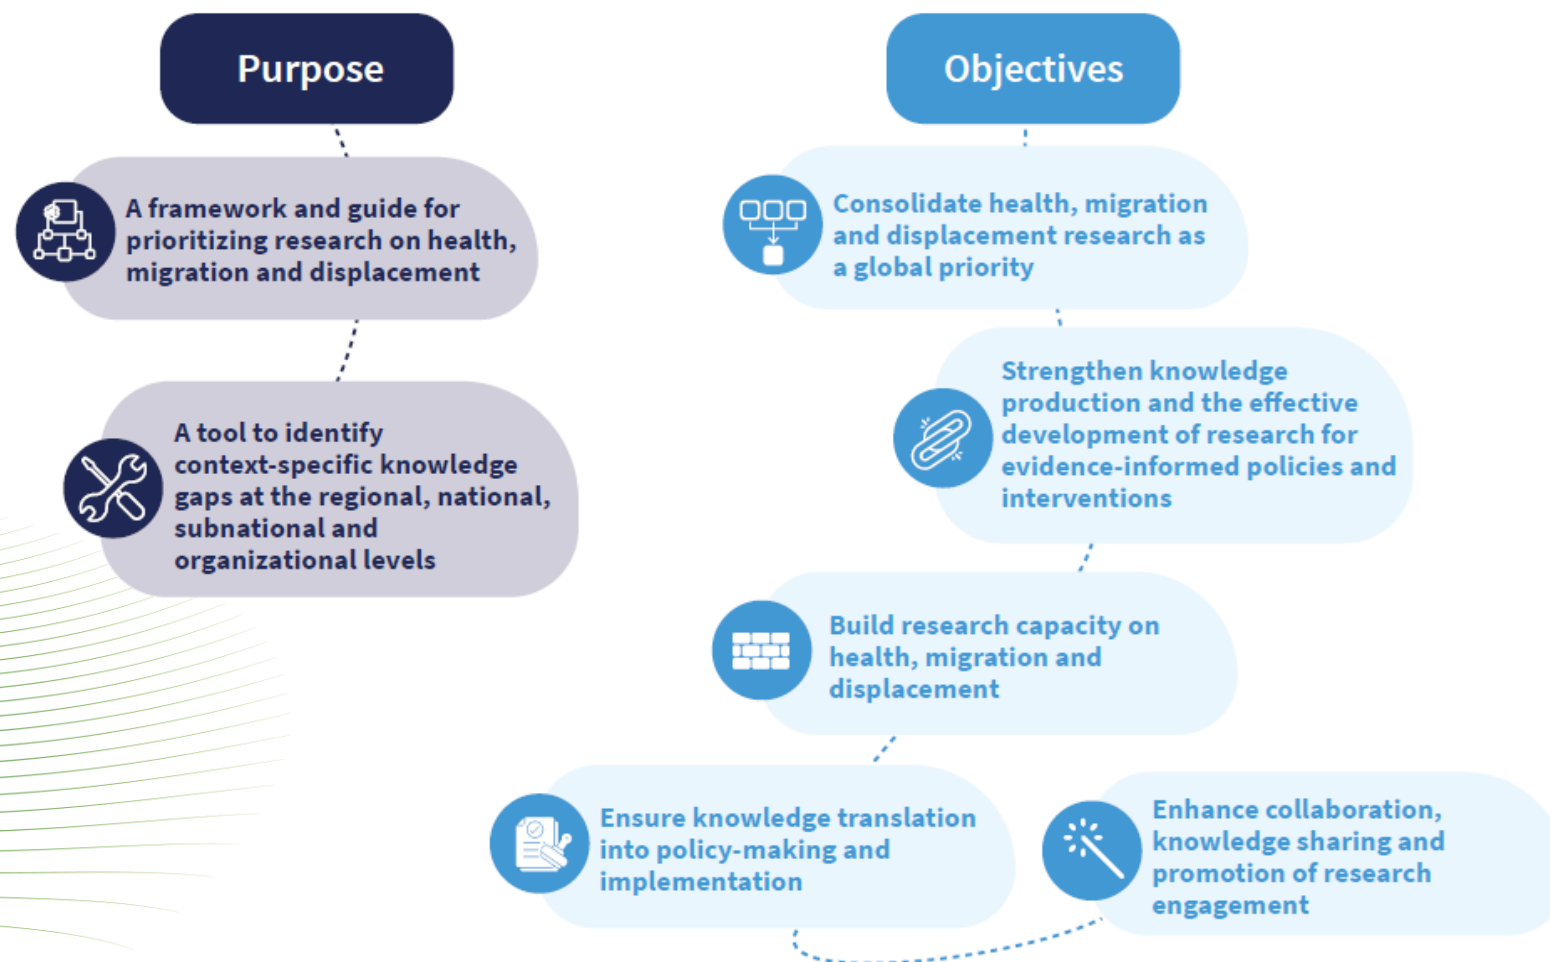 Purpose
A framework and guide for
prioritizing research on health,
migration and displacement
A tool to identify
context-specific knowledge
gaps at the regional, national,
subnational and
organizational levels
Objectives
Consolidate health, migration
and displacement research as
a global priority
Strengthen knowledge
production and the effective
development of research for
evidence-informed policies and
interventions
Build research capacity on
health, migration and
displacement
Ensure knowledge translation
into policy-making and
implementation
Enhance collaboration,
knowledge sharing and
promotion of research
engagement